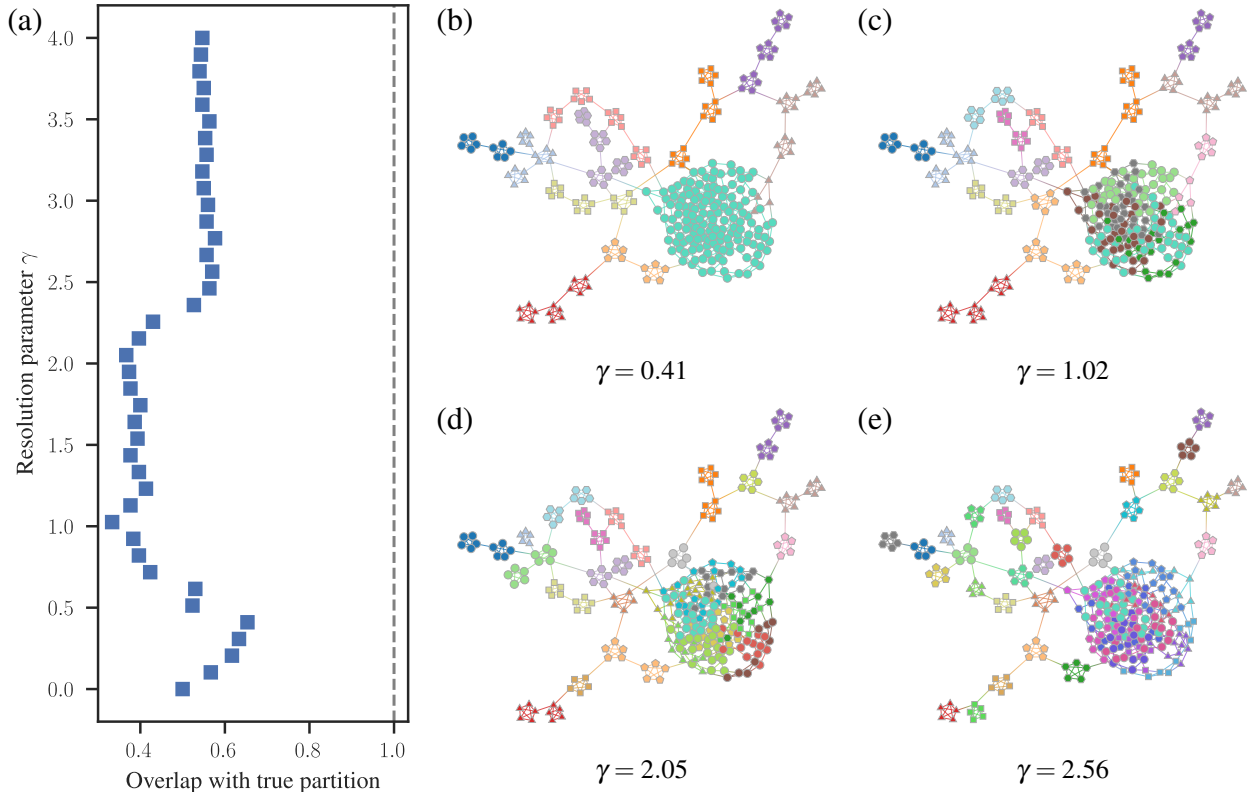 (a)
Resolution parameter γ
4.0
3.5
3.0
2.5
2.0
1.5
1.0
0.5
0.0
0.4
0.6
0.8
1.0
Overlap with true partition
(b)
γ = 0.41
(c)
γ = 1.02
(d)
γ = 2.05
(e)
γ = 2.56